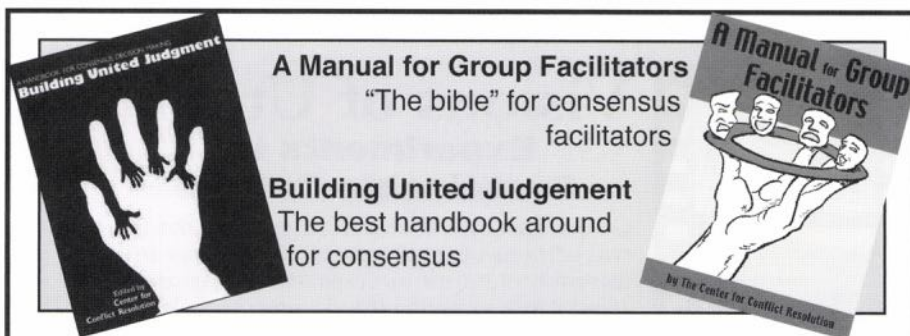 A HANDBOOK FOR CONSENSUS DECISION MAKING
Building United Judgment
Edited by
Center for
Conflict Resolution
A Manual for Group Facilitators
“The bible” for consensus
facilitators
Building United Judgement
The best handbook around
for consensus
A Manual for Group
Facilitators
by The Center for Conflict Resolution